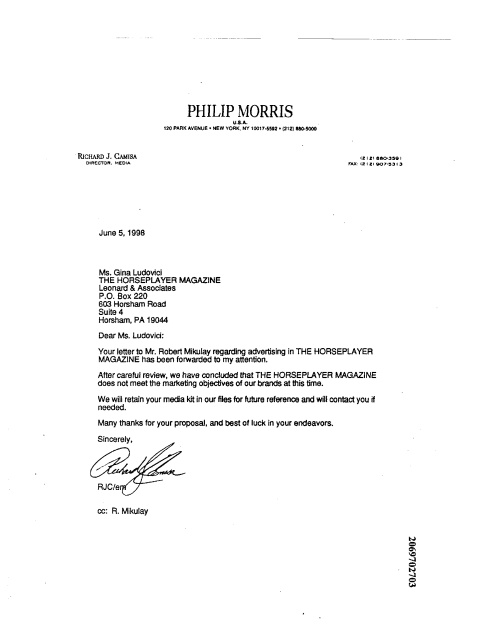 PHILIP MORRIS
U.S.A.
120 PARK AVENUE • NEW YORK, NY 10017-5592 • (212) 880-5000
RICHARD J. CAMISA
DIRECTOR, MEDIA
(212) 880-3591
FAX: (212) 907-5313
June 5, 1998
Ms. Gina Ludovici
THE HORSEPLAYER MAGAZINE
Leonard & Associates
P.O. Box 220
603 Horsham Road
Suite 4
Horsham, PA 19044
Dear Ms. Ludovici:
Your letter to Mr. Robert Mikulay regarding advertising in THE HORSEPLAYER
MAGAZINE has been forwarded to my attention.
After careful review, we have concluded that THE HORSEPLAYER MAGAZINE
does not meet the marketing objectives of our brands at this time.
We will retain your media kit in our files for future reference and will contact you if
needed.
Many thanks for your proposal, and best of luck in your endeavors.
Sincerely,
Richard J Camisa
RJC/em
cc: R. Mikulay
2069702703